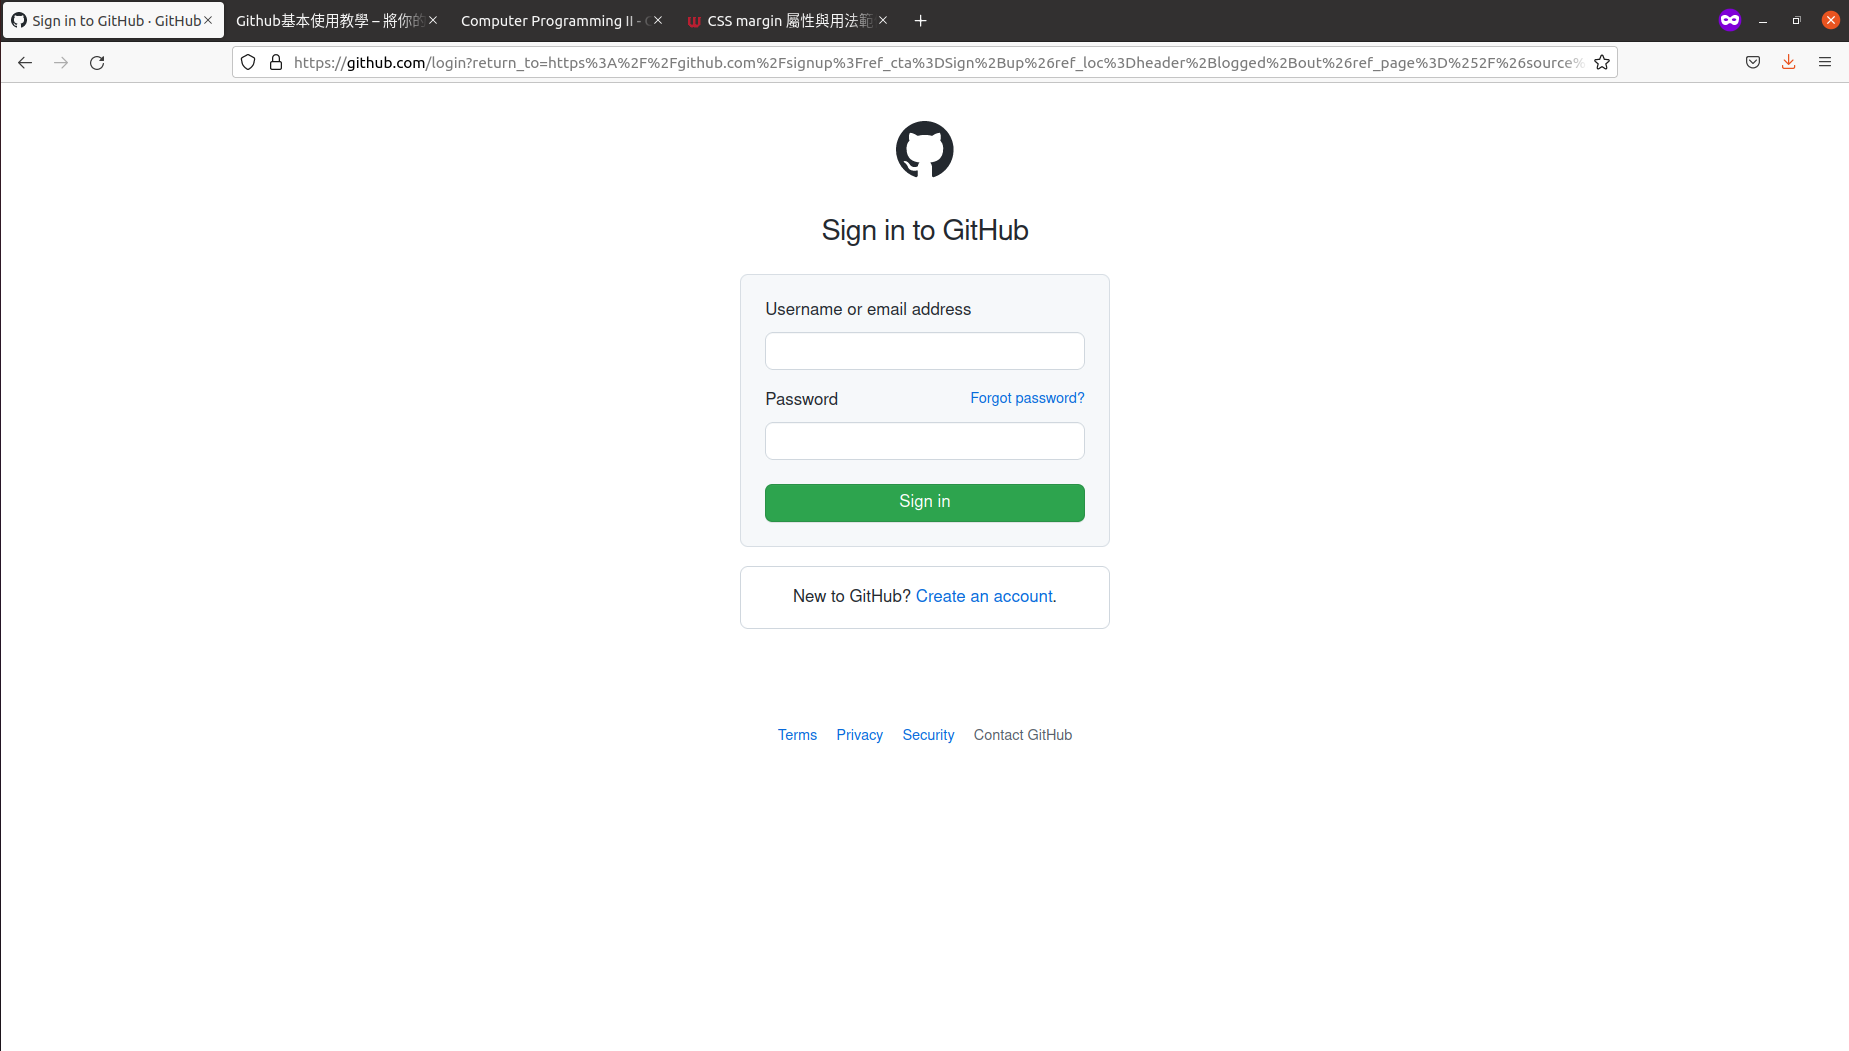 Sign in to GitHub · GitHub
Github基本使用教學 – 將你的
Computer Programming II -
CSS margin 屬性與用法範
https://github.com/login?return_to=https%3A%2F%2Fgithub.com%2Fsignup%3Fref_cta%3DSign%2Bup%26ref_loc%3Dheader%2Blogged%2Bout%26ref_page%3D%252F%26source%
Sign in to GitHub
Username or email address
Password
Forgot password?
Sign in
New to GitHub? Create an account.
Terms Privacy Security Contact GitHub